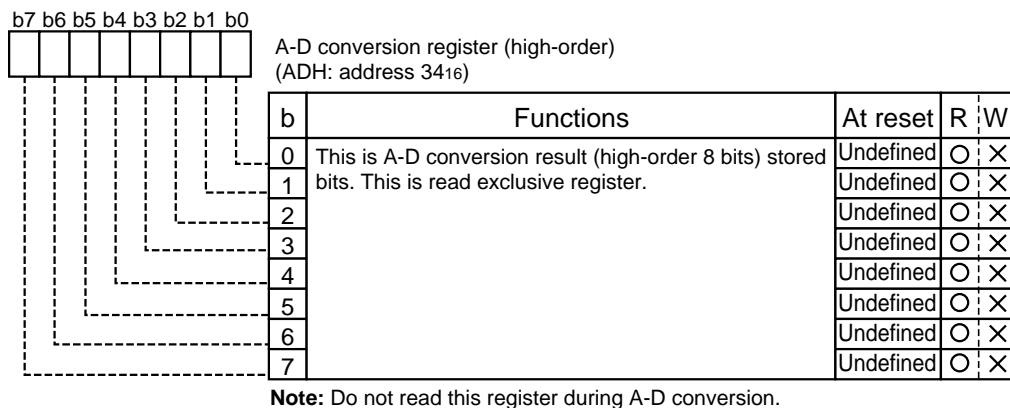 b7 b6 b5 b4 b3 b2 b1 b0
A-D conversion register (high-order)
(ADH: address 3416)
b Functions At reset R W
0 This is A-D conversion result (high-order 8 bits) stored Undefined O ×
1 bits. This is read exclusive register. Undefined O ×
2 Undefined O ×
3 Undefined O ×
4 Undefined O ×
5 Undefined O ×
6 Undefined O ×
7 Undefined O ×
Note: Do not read this register during A-D conversion.